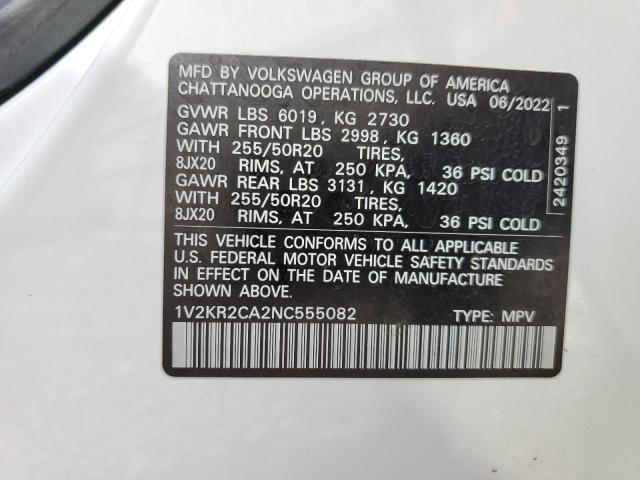 MFD BY VOLKSWAGEN GROUP OF AMERICA
CHATTANOOGA OPERATIONS, LLC. USA 06/2022
GVWR LBS 6019, KG 2730
GAWR FRONT LBS 2998, KG 1360
WITH 255/50R20 TIRES,
8JX20 RIMS, AT 250 KPA, 36 PSI COLD
GAWR REAR LBS 3131, KG 1420
WITH 255/50R20 TIRES,
8JX20 RIMS, AT 250 KPA, 36 PSI COLD
THIS VEHICLE CONFORMS TO ALL APPLICABLE
U.S. FEDERAL MOTOR VEHICLE SAFETY STANDARDS
IN EFFECT ON THE DATE OF MANUFACTURE
SHOWN ABOVE.
1V2KR2CA2NC555082 TYPE: MPV
2420349 1